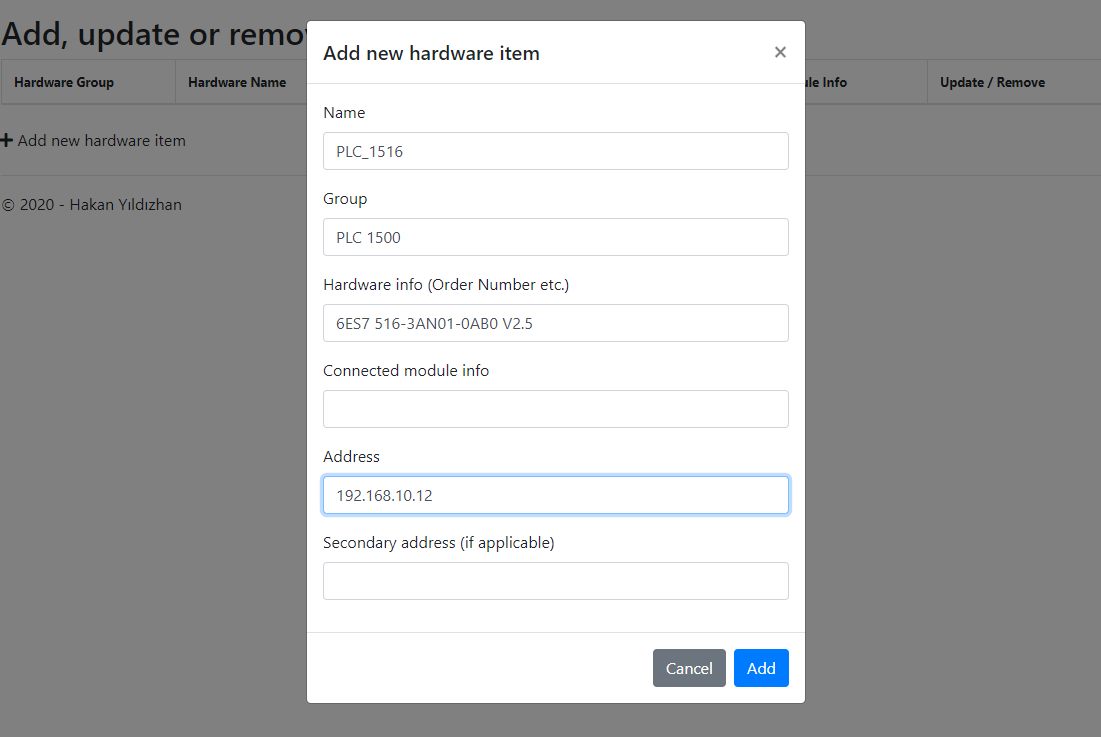 Add, update or remov
Hardware Group Hardware Name ule Info Update / Remove
Add new hardware item
© 2020 - Hakan Yıldızhan
Add new hardware item ×
Name
PLC_1516
Group
PLC 1500
Hardware info (Order Number etc.)
6ES7 516-3AN01-0AB0 V2.5
Connected module info
Address
192.168.10.12
Secondary address (if applicable)
Cancel Add